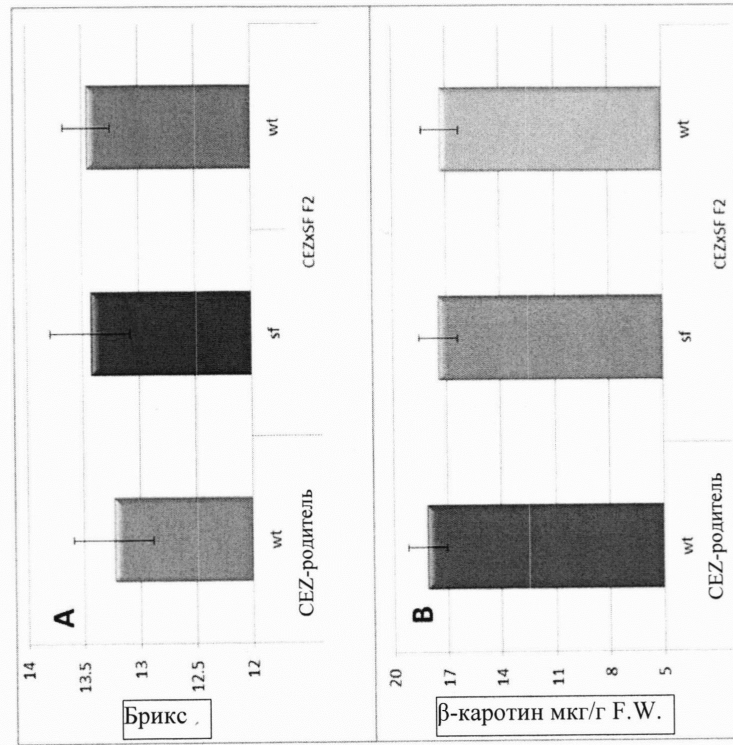 A
14
13.5
13
12.5
12
Брикс
wt
sf
wt
CEZ-родитель
CEZxSF F2
B
20
17
14
11
8
5
β-каротин мкг/г F.W.
wt
sf
wt
CEZ-родитель
CEZxSF F2